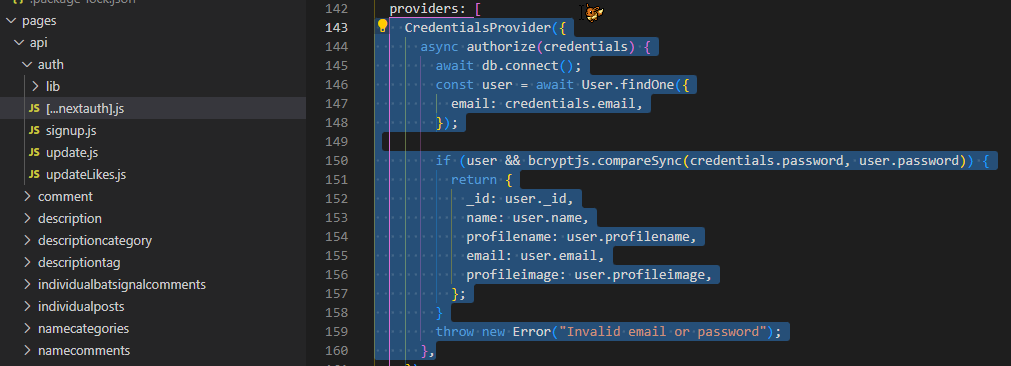 .package-lock.json
pages
api
auth
lib
JS [...nextauth].js
JS signup.js
JS update.js
JS updateLikes.js
comment
description
descriptioncategory
descriptiontag
individualbatsignalcomments
individualposts
namecategories
namecomments
142 providers: [
143 CredentialsProvider({
144 async authorize(credentials) {
145 await db.connect();
146 const user = await User.findOne({
147 email: credentials.email,
148 });
149
150 if (user && bcryptjs.compareSync(credentials.password, user.password)) {
151 return {
152 _id: user._id,
153 name: user.name,
154 profilename: user.profilename,
155 email: user.email,
156 profileimage: user.profileimage,
157 };
158 }
159 throw new Error("Invalid email or password");
160 },